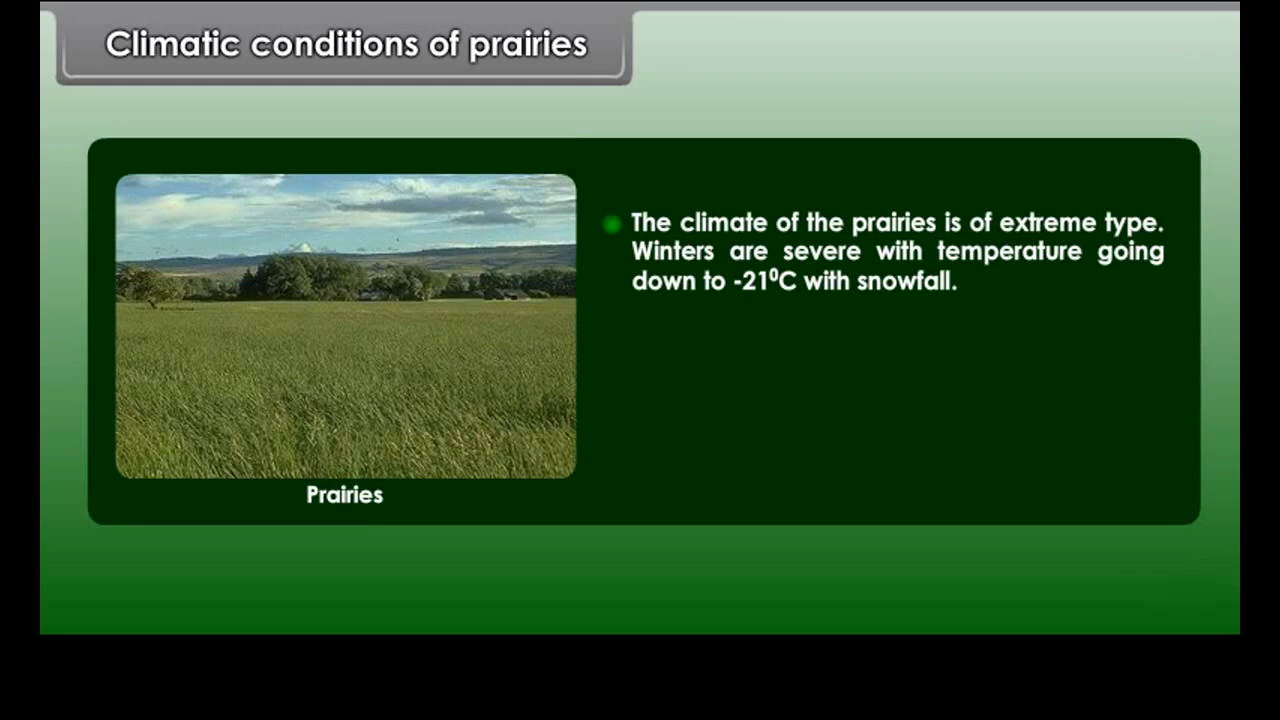 Climatic conditions of prairies
The climate of the prairies is of extreme type.
Winters are severe with temperature going
down to -21⁰C with snowfall.
Prairies